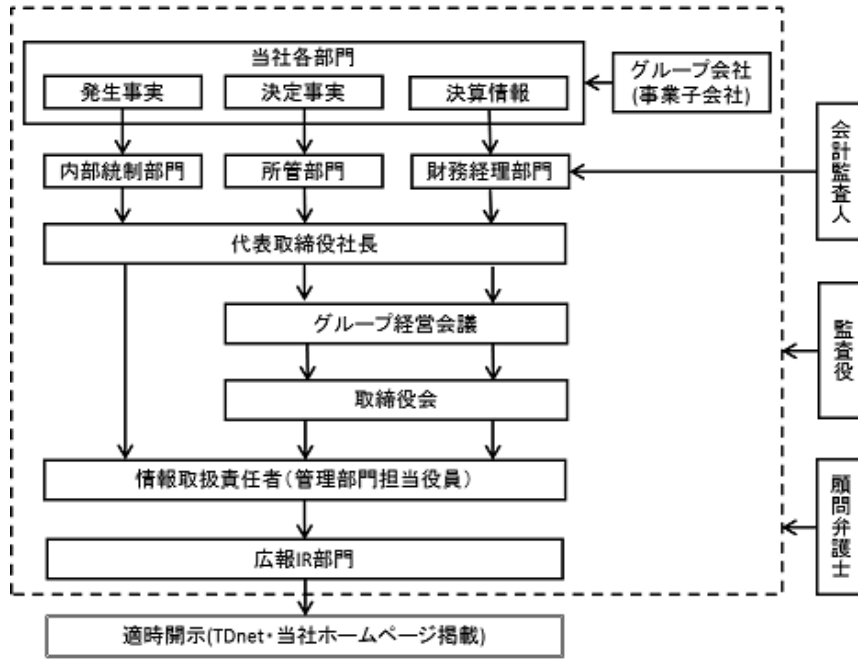 当社各部門
発生事実
決定事実
決算情報
グループ会社
(事業子会社)
内部統制部門
所管部門
財務経理部門
会計監査人
代表取締役社長
グループ経営会議
監査役
取締役会
情報取扱責任者(管理部門担当役員)
顧問弁護士
広報IR部門
適時開示(TDnet・当社ホームページ掲載)